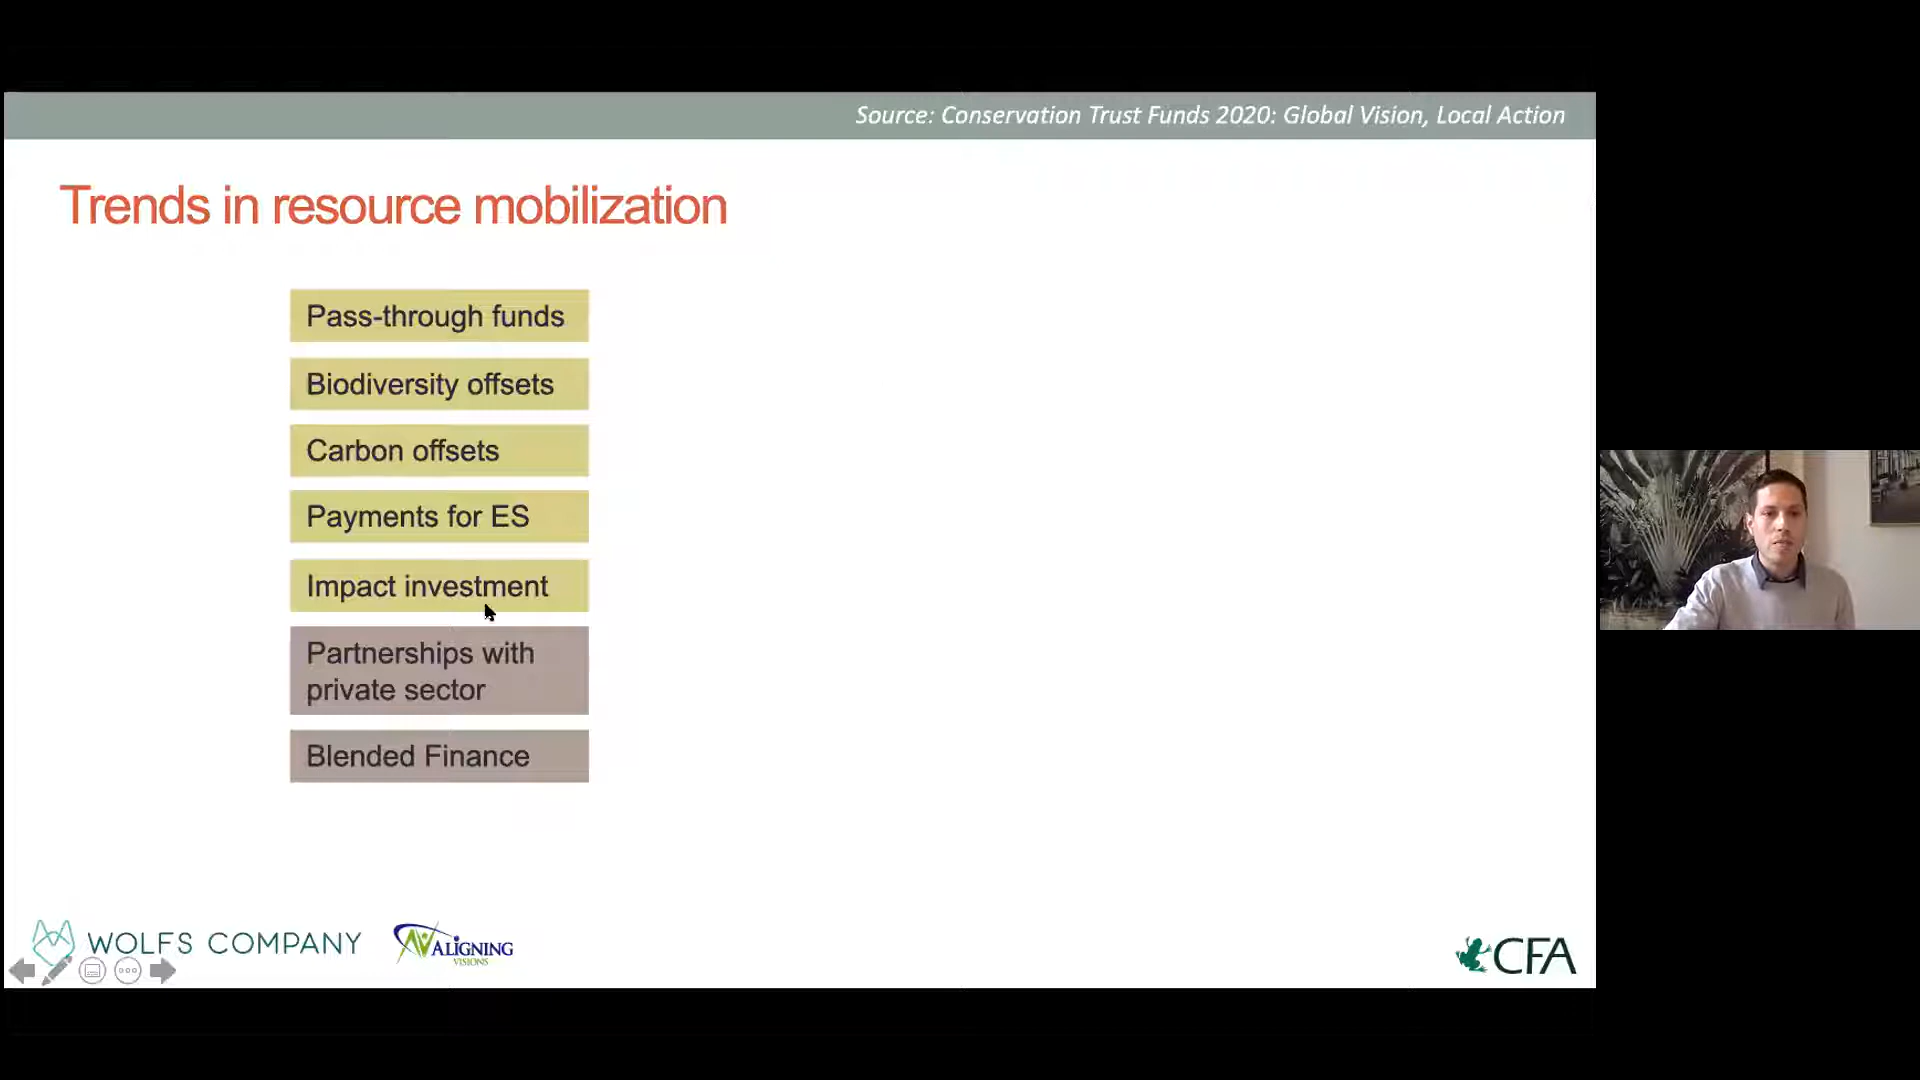 Source: Conservation Trust Funds 2020: Global Vision, Local Action
Trends in resource mobilization
Pass-through funds
Biodiversity offsets
Carbon offsets
Payments for ES
Impact investment
Partnerships with
private sector
Blended Finance
WOLFS COMPANY
ALIGNING
VISIONS
CFA